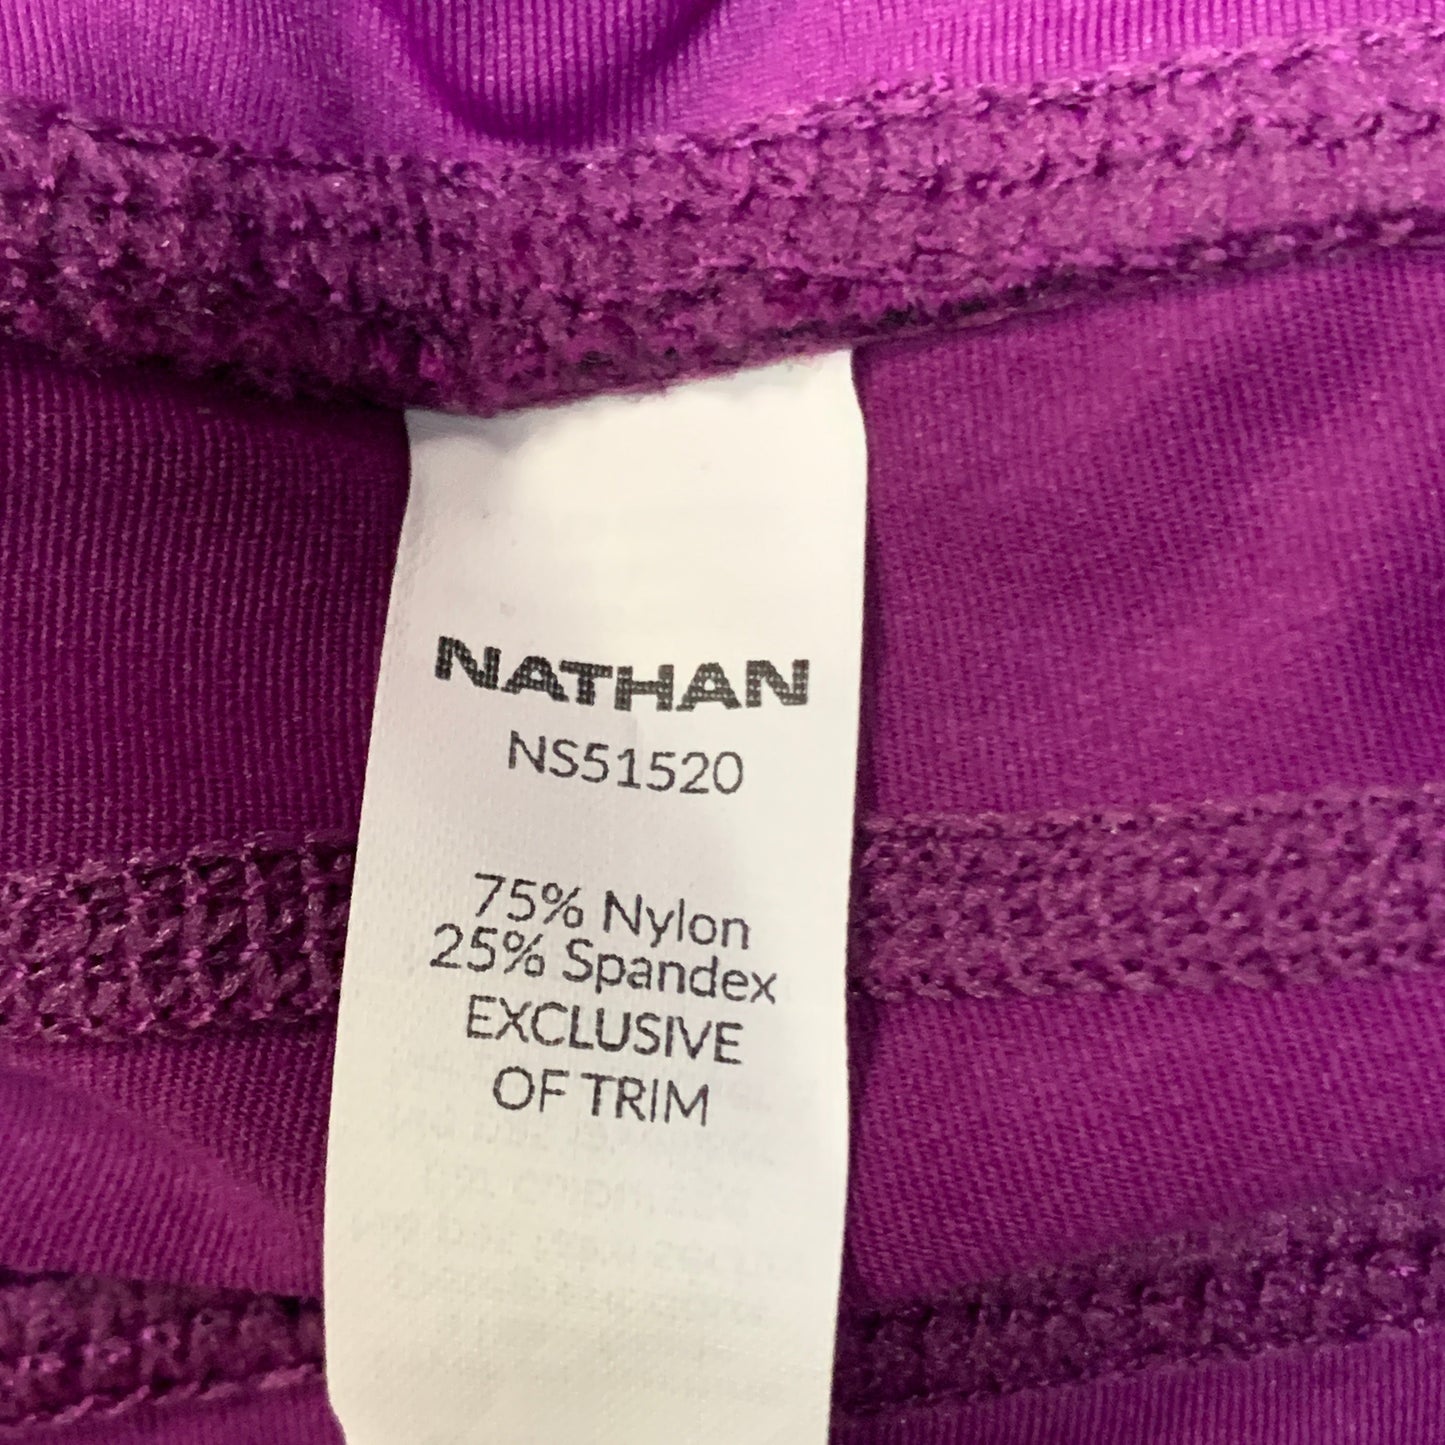 NATHAN
NS51520
75% Nylon
25% Spandex
EXCLUSIVE
OF TRIM